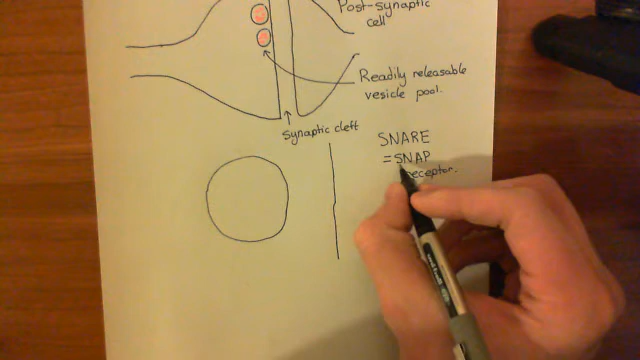 Post-synaptic
cell
Readily releasable
vesicle pool.
Synaptic cleft
SNARE
= SNAP
receptor.